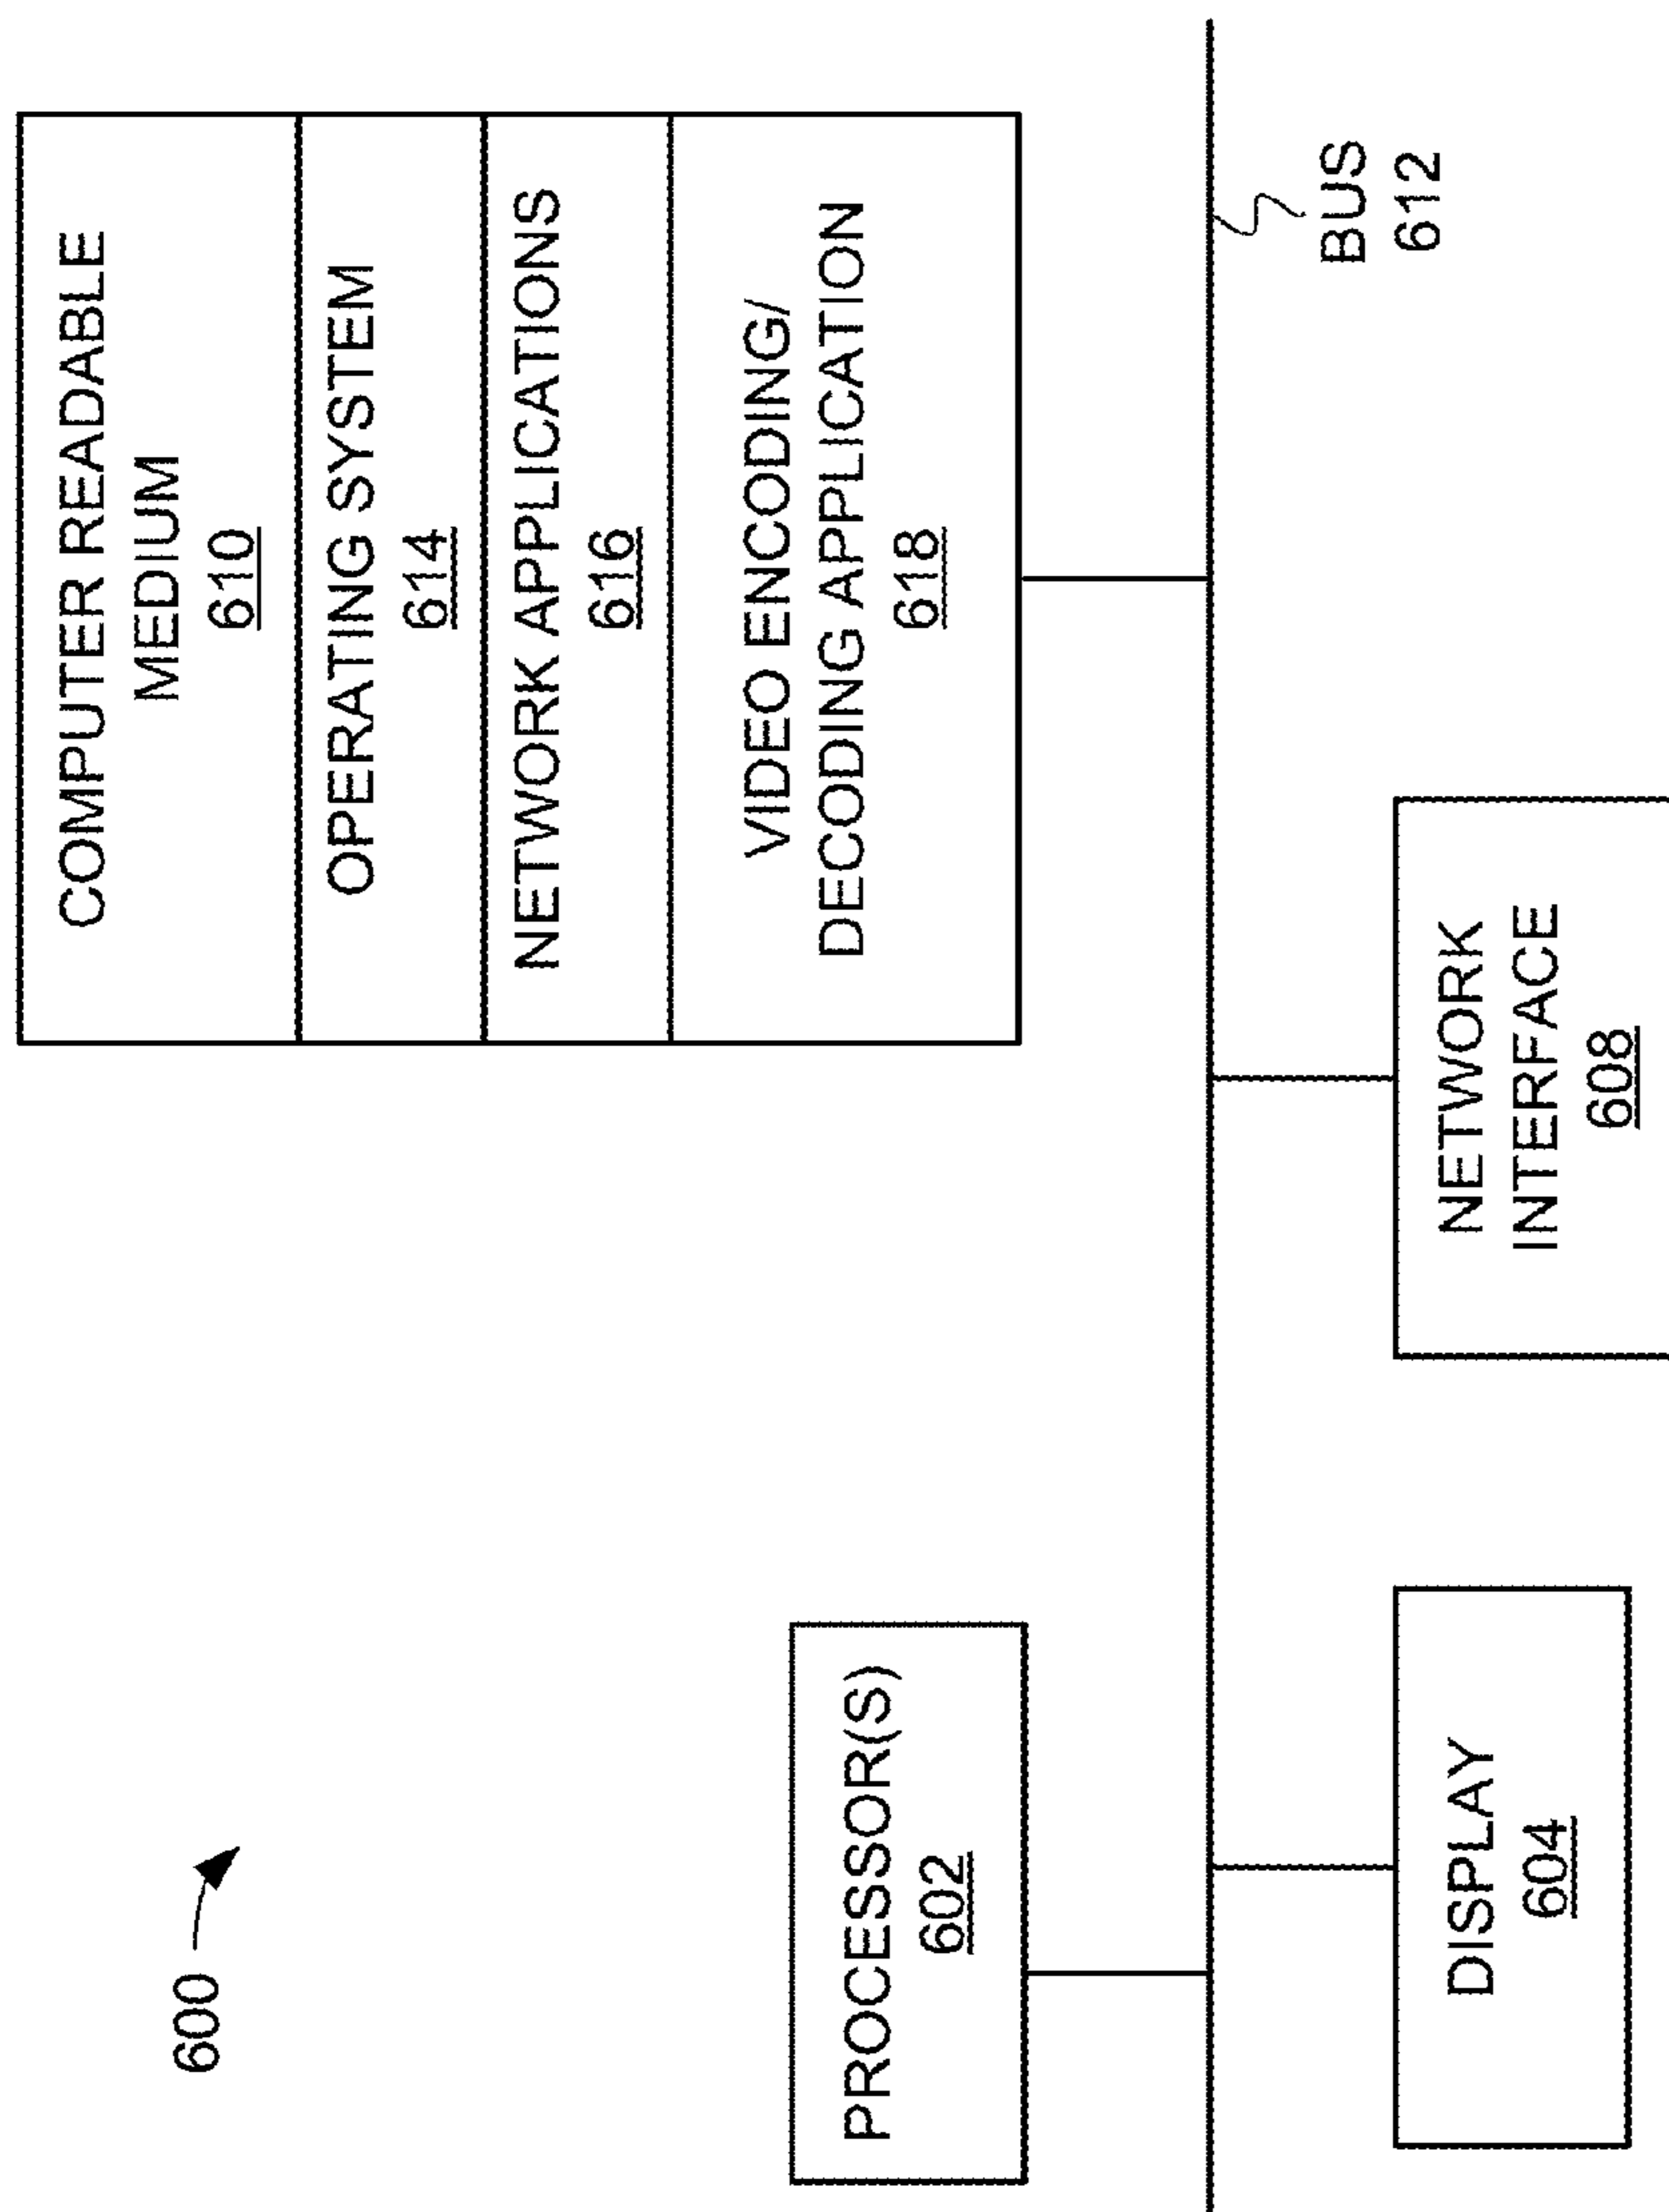 600
COMPUTER READABLE
MEDIUM
610
OPERATING SYSTEM
614
NETWORK APPLICATIONS
616
VIDEO ENCODING/
DECODING APPLICATION
618
PROCESSOR(S)
602
BUS
612
DISPLAY
604
NETWORK
INTERFACE
608